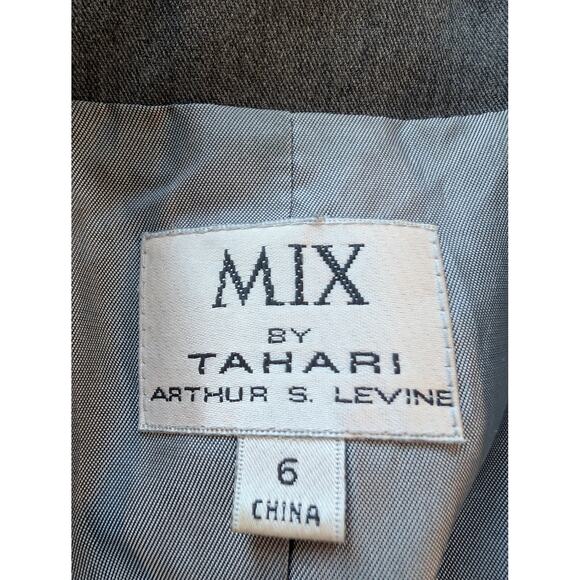 MIX
BY
TAHARI
ARTHUR S. LEVINE
6
CHINA